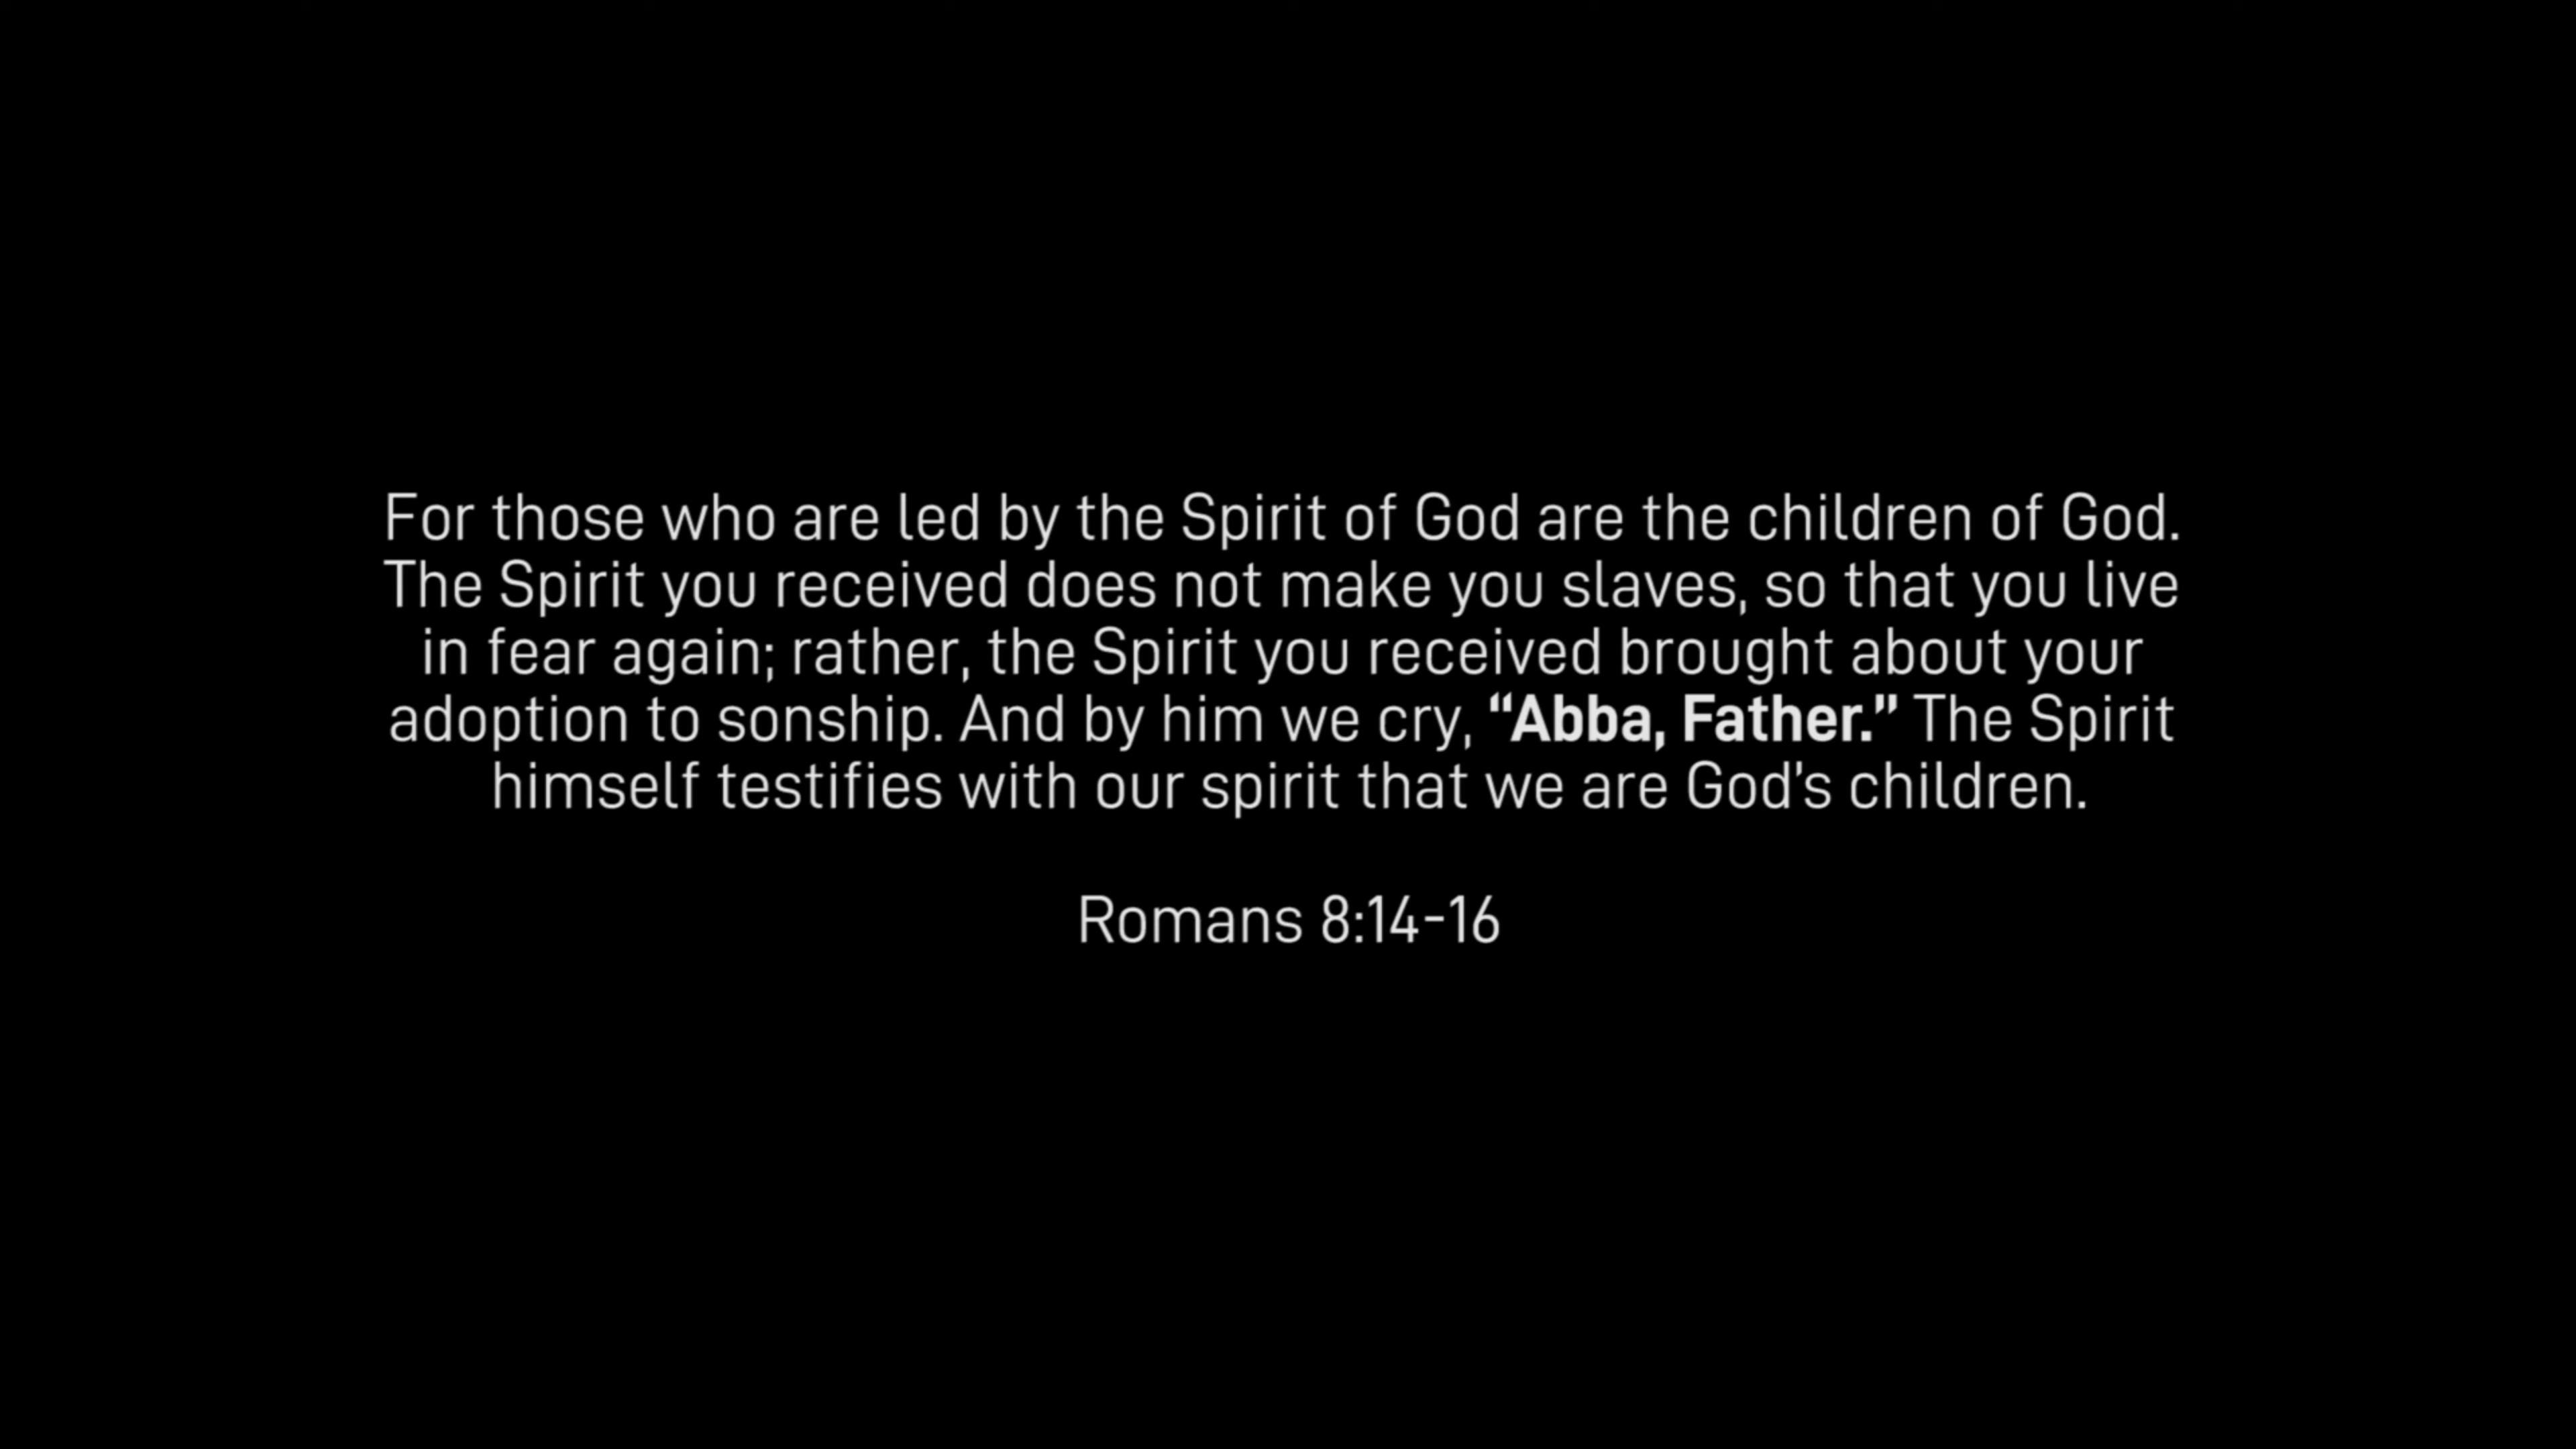 For those who are led by the Spirit of God are the children of God.
The Spirit you received does not make you slaves, so that you live
in fear again; rather, the Spirit you received brought about your
adoption to sonship. And by him we cry, “Abba, Father.” The Spirit
himself testifies with our spirit that we are God’s children.
Romans 8:14-16